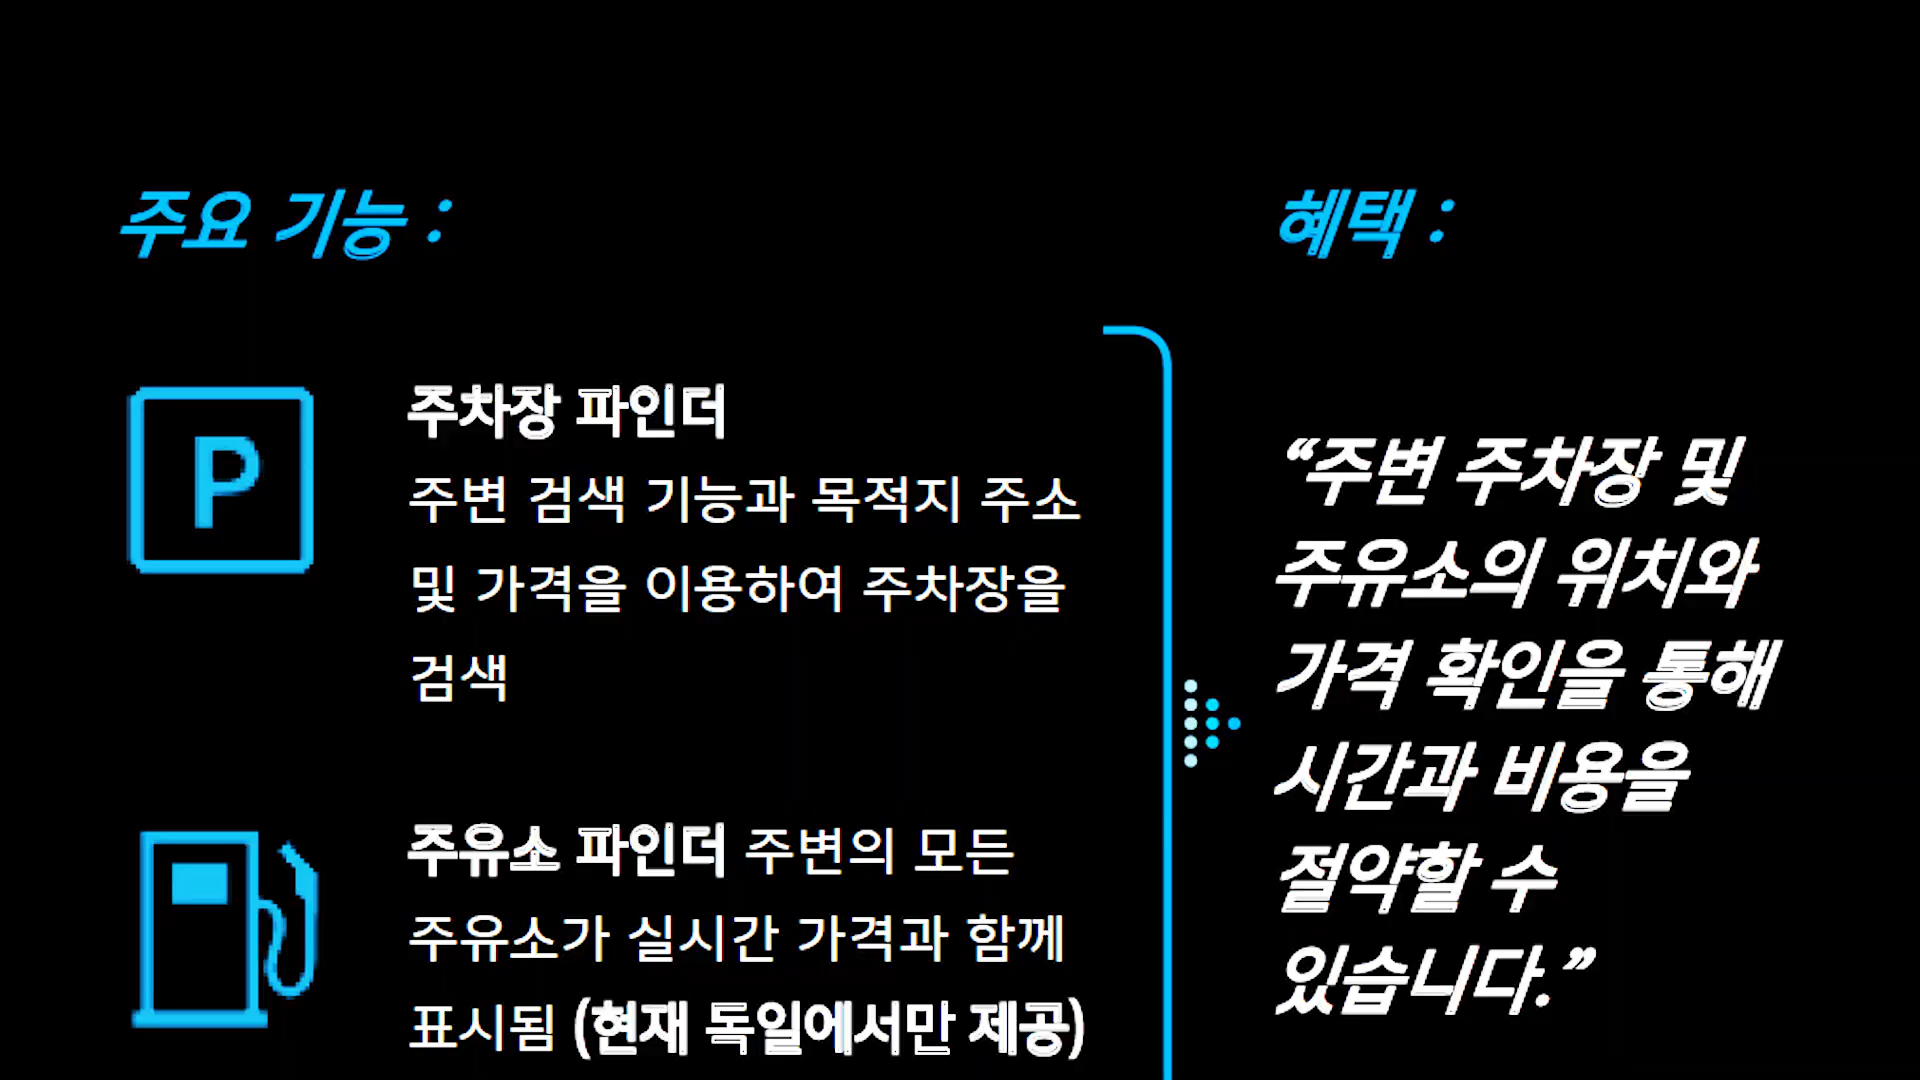 주요 기능 :
P
주차장 파인더
주변 검색 기능과 목적지 주소
및 가격을 이용하여 주차장을
검색
주유소 파인더 주변의 모든
주유소가 실시간 가격과 함께
표시됨 (현재 독일에서만 제공)
혜택 :
“주변 주차장 및
주유소의 위치와
가격 확인을 통해
시간과 비용을
절약할 수
있습니다.”